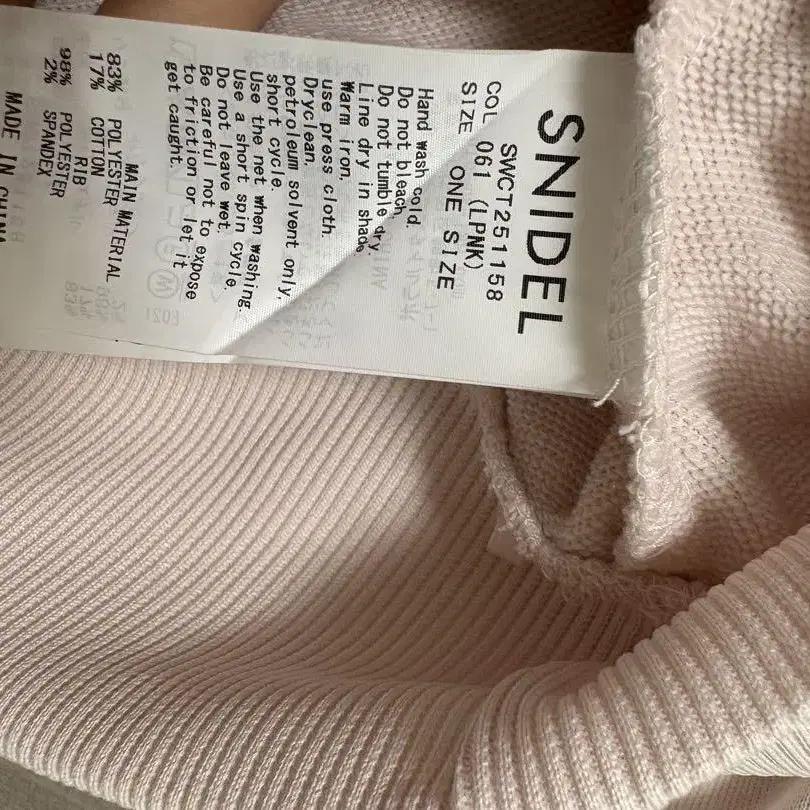 SNIDEL
SWCT251158
COL 061 (LPNK)
SIZE ONE SIZE
Hand wash cold.
Do not bleach.
Do not tumble dry.
Line dry in shade.
Warm iron.
use press cloth.
Dryclean.
petroleum solvent only,
short cycle.
Use the net when washing.
Use a short spin cycle.
Do not leave wet.
Be careful not to expose
to friction or let it
get caught.
MAIN MATERIAL
83% POLYESTER
17% COTTON
RIB
98% POLYESTER
2% SPANDEX
MADE IN CHINA